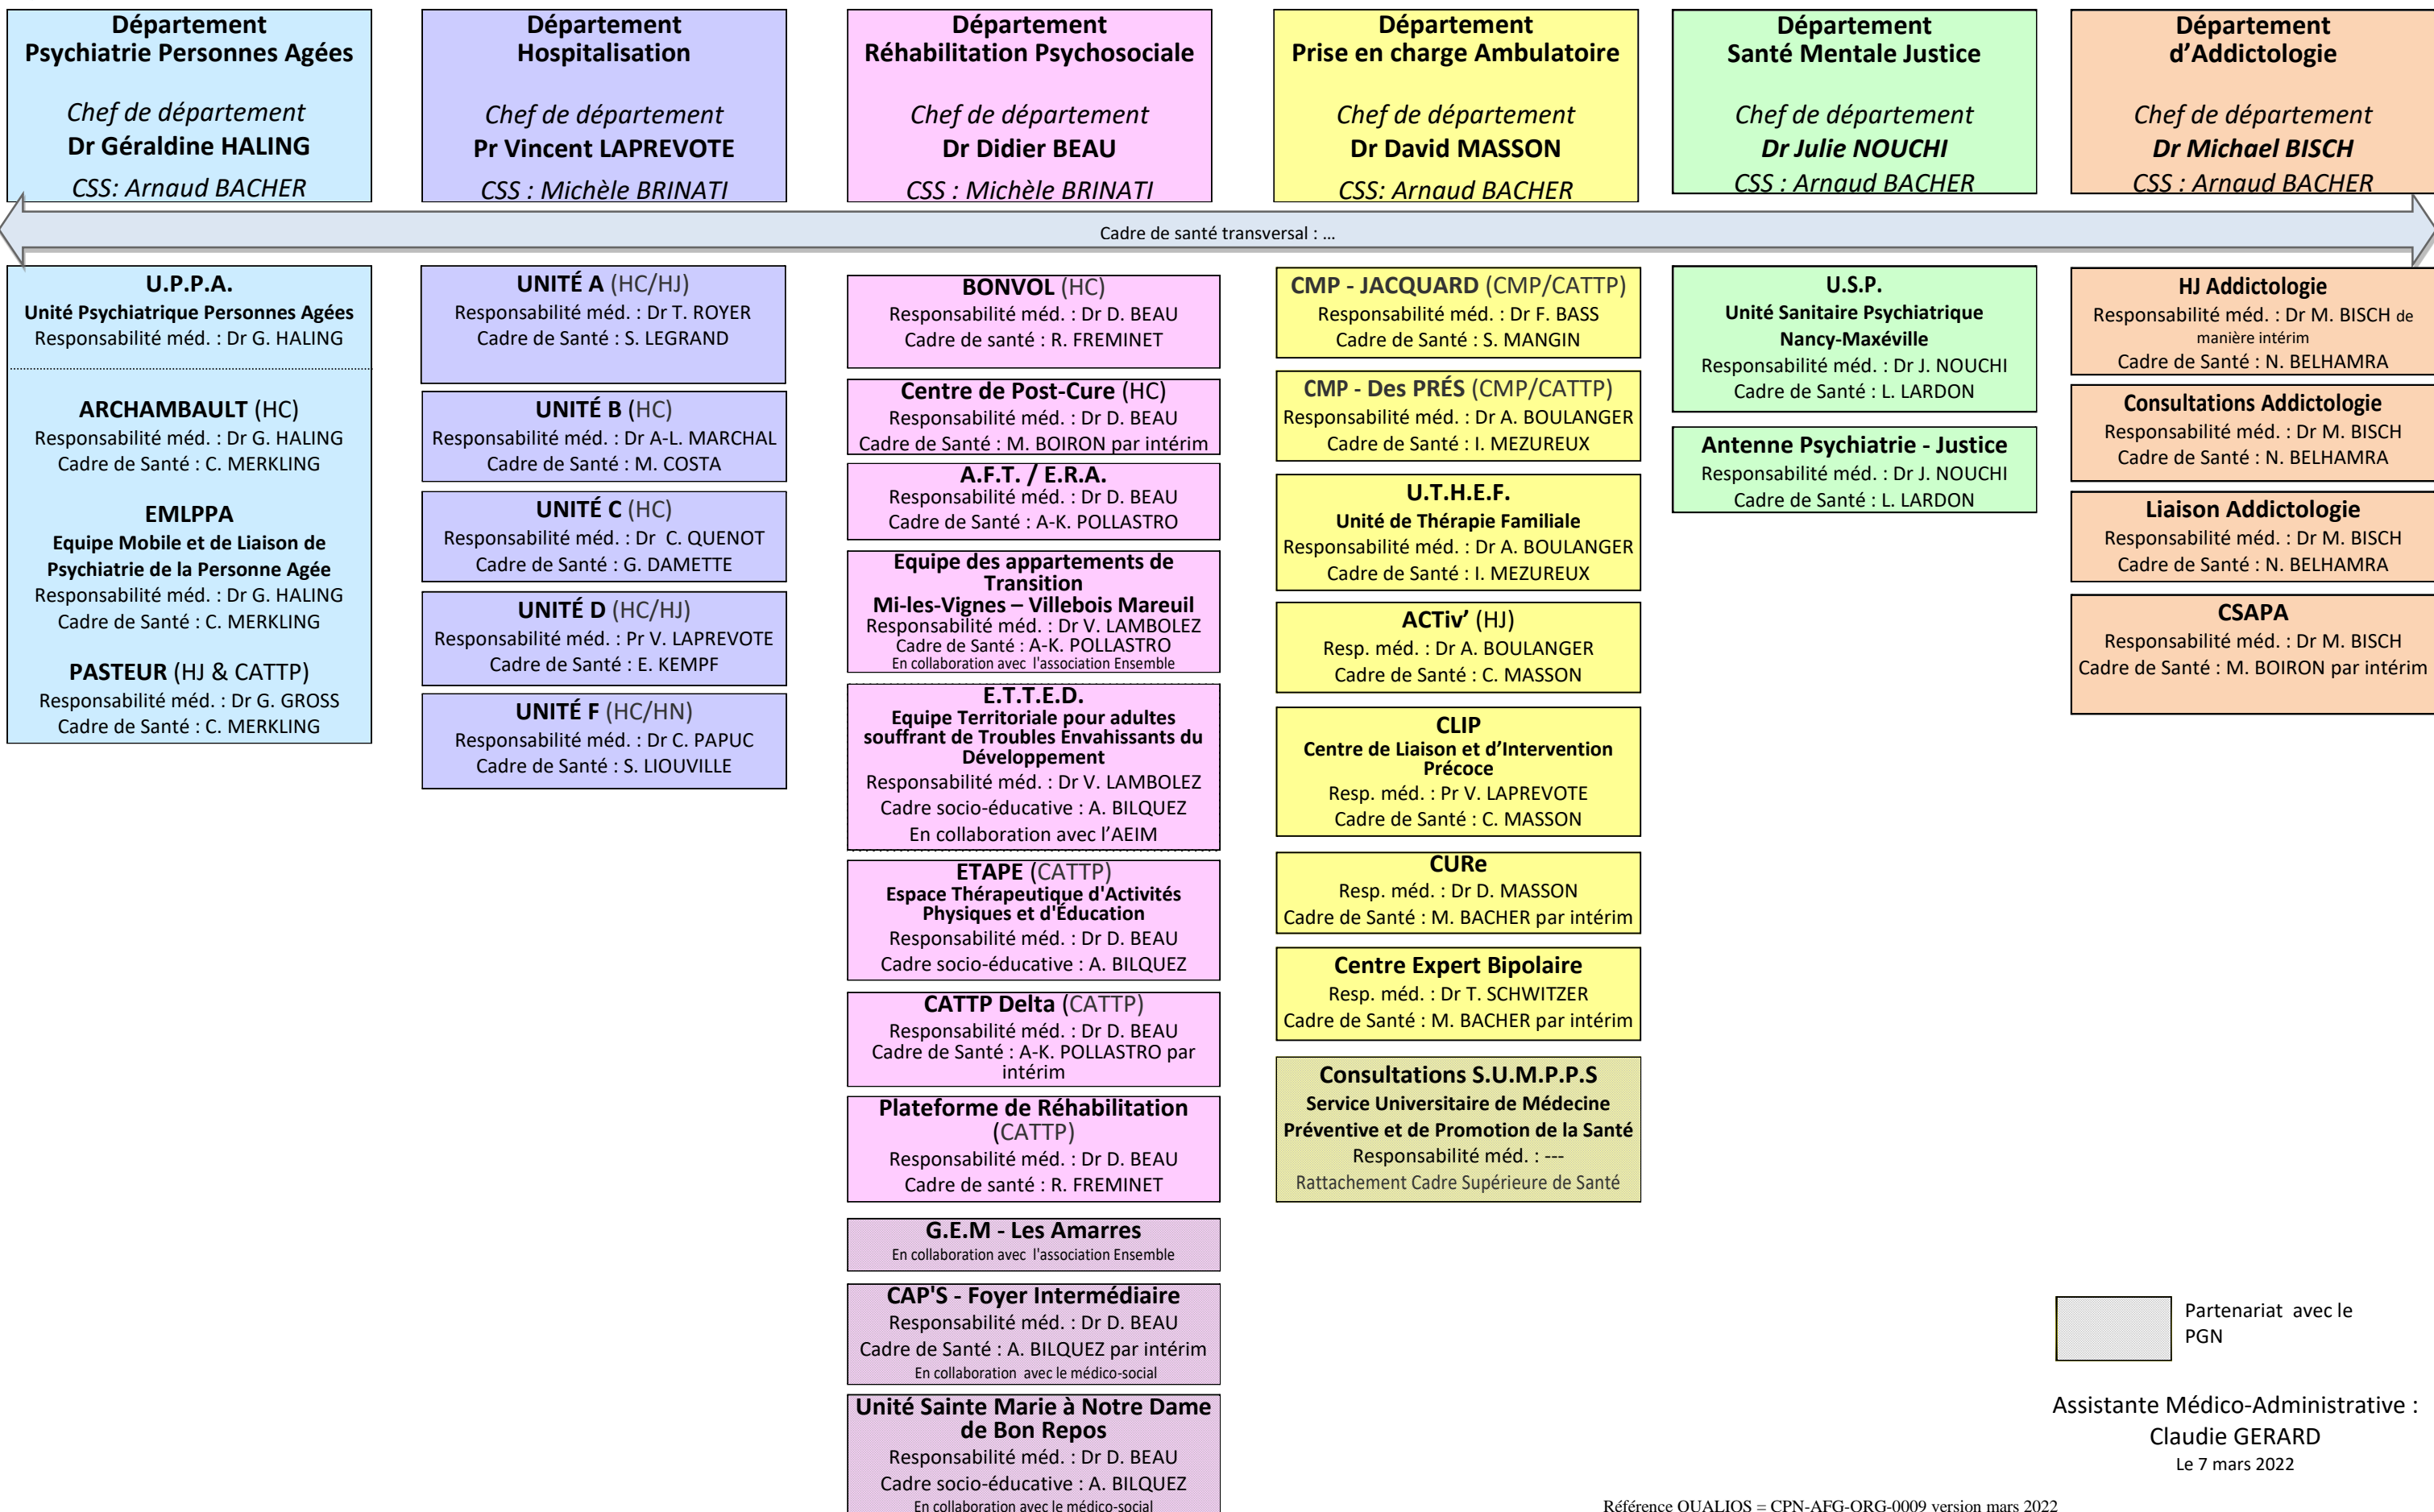 Département
Psychiatrie Personnes Agées
Chef de département
Dr Géraldine HALING
CSS: Arnaud BACHER
Département
Hospitalisation
Chef de département
Pr Vincent LAPREVOTE
CSS : Michèle BRINATI
Département
Réhabilitation Psychosociale
Chef de département
Dr Didier BEAU
CSS : Michèle BRINATI
Département
Prise en charge Ambulatoire
Chef de département
Dr David MASSON
CSS: Arnaud BACHER
Département
Santé Mentale Justice
Chef de département
Dr Julie NOUCHI
CSS : Arnaud BACHER
Département
d'Addictologie
Chef de département
Dr Michael BISCH
CSS : Arnaud BACHER
Cadre de santé transversal : ...
U.P.P.A.
Unité Psychiatrique Personnes Agées
Responsabilité méd. : Dr G. HALING
ARCHAMBAULT (HC)
Responsabilité méd. : Dr G. HALING
Cadre de Santé : C. MERKLING
EMLPPA
Equipe Mobile et de Liaison de
Psychiatrie de la Personne Agée
Responsabilité méd. : Dr G. HALING
Cadre de Santé : C. MERKLING
PASTEUR (HJ & CATTP)
Responsabilité méd. : Dr G. GROSS
Cadre de Santé : C. MERKLING
UNITÉ A (HC/HJ)
Responsabilité méd. : Dr T. ROYER
Cadre de Santé : S. LEGRAND
UNITÉ B (HC)
Responsabilité méd. : Dr A-L. MARCHAL
Cadre de Santé : M. COSTA
UNITÉ C (HC)
Responsabilité méd. : Dr  C. QUENOT
Cadre de Santé : G. DAMETTE
UNITÉ D (HC/HJ)
Responsabilité méd. : Pr V. LAPREVOTE
Cadre de Santé : E. KEMPF
UNITÉ F (HC/HN)
Responsabilité méd. : Dr C. PAPUC
Cadre de Santé : S. LIOUVILLE
BONVOL (HC)
Responsabilité méd. : Dr D. BEAU
Cadre de santé : R. FREMINET
Centre de Post-Cure (HC)
Responsabilité méd. : Dr D. BEAU
Cadre de Santé : M. BOIRON par intérim
A.F.T. / E.R.A.
Responsabilité méd. : Dr D. BEAU
Cadre de Santé : A-K. POLLASTRO
Equipe des appartements de
Transition
Mi-les-Vignes – Villebois Mareuil
Responsabilité méd. : Dr V. LAMBOLEZ
Cadre de Santé : A-K. POLLASTRO
En collaboration avec  l'association Ensemble
E.T.T.E.D.
Equipe Territoriale pour adultes
souffrant de Troubles Envahissants du
Développement
Responsabilité méd. : Dr V. LAMBOLEZ
Cadre socio-éducative : A. BILQUEZ
En collaboration avec l'AEIM
ETAPE (CATTP)
Espace Thérapeutique d'Activités
Physiques et d'Éducation
Responsabilité méd. : Dr D. BEAU
Cadre socio-éducative : A. BILQUEZ
CATTP Delta (CATTP)
Responsabilité méd. : Dr D. BEAU
Cadre de Santé : A-K. POLLASTRO par
intérim
Plateforme de Réhabilitation
(CATTP)
Responsabilité méd. : Dr D. BEAU
Cadre de santé : R. FREMINET
G.E.M - Les Amarres
En collaboration avec  l'association Ensemble
CAP'S - Foyer Intermédiaire
Responsabilité méd. : Dr D. BEAU
Cadre de Santé : A. BILQUEZ par intérim
En collaboration  avec le médico-social
Unité Sainte Marie à Notre Dame
de Bon Repos
Responsabilité méd. : Dr D. BEAU
Cadre socio-éducative : A. BILQUEZ
En collaboration avec le médico-social
CMP - JACQUARD (CMP/CATTP)
Responsabilité méd. : Dr F. BASS
Cadre de Santé : S. MANGIN
CMP - Des PRÉS (CMP/CATTP)
Responsabilité méd. : Dr A. BOULANGER
Cadre de Santé : I. MEZUREUX
U.T.H.E.F.
Unité de Thérapie Familiale
Responsabilité méd. : Dr A. BOULANGER
Cadre de Santé : I. MEZUREUX
ACTiv' (HJ)
Resp. méd. : Dr A. BOULANGER
Cadre de Santé : C. MASSON
CLIP
Centre de Liaison et d'Intervention
Précoce
Resp. méd. : Pr V. LAPREVOTE
Cadre de Santé : C. MASSON
CURe
Resp. méd. : Dr D. MASSON
Cadre de Santé : M. BACHER par intérim
Centre Expert Bipolaire
Resp. méd. : Dr T. SCHWITZER
Cadre de Santé : M. BACHER par intérim
Consultations S.U.M.P.P.S
Service Universitaire de Médecine
Préventive et de Promotion de la Santé
Responsabilité méd. : ---
Rattachement Cadre Supérieure de Santé
U.S.P.
Unité Sanitaire Psychiatrique
Nancy-Maxéville
Responsabilité méd. : Dr J. NOUCHI
Cadre de Santé : L. LARDON
Antenne Psychiatrie - Justice
Responsabilité méd. : Dr J. NOUCHI
Cadre de Santé : L. LARDON
HJ Addictologie
Responsabilité méd. : Dr M. BISCH de
manière intérim
Cadre de Santé : N. BELHAMRA
Consultations Addictologie
Responsabilité méd. : Dr M. BISCH
Cadre de Santé : N. BELHAMRA
Liaison Addictologie
Responsabilité méd. : Dr M. BISCH
Cadre de Santé : N. BELHAMRA
CSAPA
Responsabilité méd. : Dr M. BISCH
Cadre de Santé : M. BOIRON par intérim
Partenariat  avec le
PGN
Assistante Médico-Administrative :
Claudie GERARD
Le 7 mars 2022
Référence QUALIOS = CPN-AFG-ORG-0009 version mars 2022